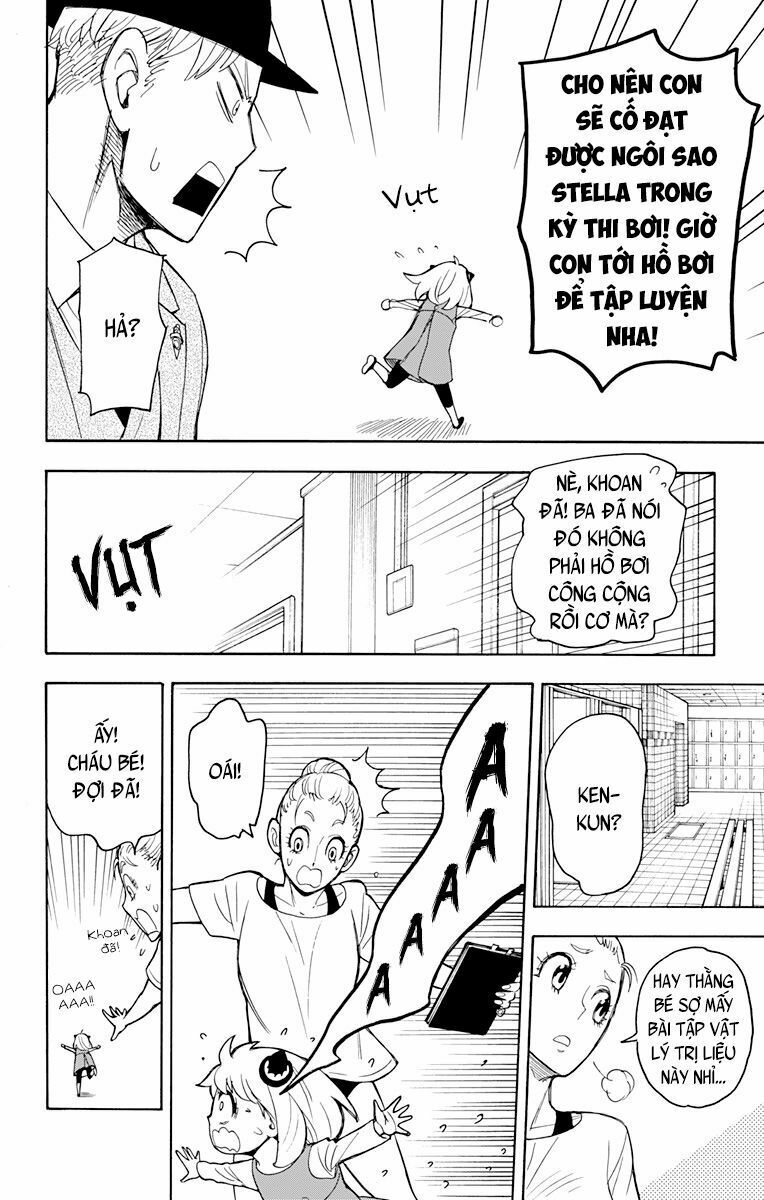 CHO NÊN CON
SẼ CỐ ĐẠT
ĐƯỢC NGÔI SAO
STELLA TRONG
KỲ THI BƠI! GIỜ
CON TỚI HỒ BƠI
ĐỂ TẬP LUYỆN
NHA!
Vụt
HẢ?
NÈ, KHOAN
ĐÃ! BA ĐÃ NÓI
ĐÓ KHÔNG
PHẢI HỒ BƠI
CÔNG CỘNG
RỒI CƠ MÀ?
VỤT
KEN-
KUN?
HAY THẰNG
BÉ SỢ MẤY
BÀI TẬP VẬT
LÝ TRỊ LIỆU
NÀY NHỈ...
AAAAAA
OÁI!
ẤY!
CHÁU BÉ!
ĐỢI ĐÃ!
Khoan
đã!
OAAA
AAA!!